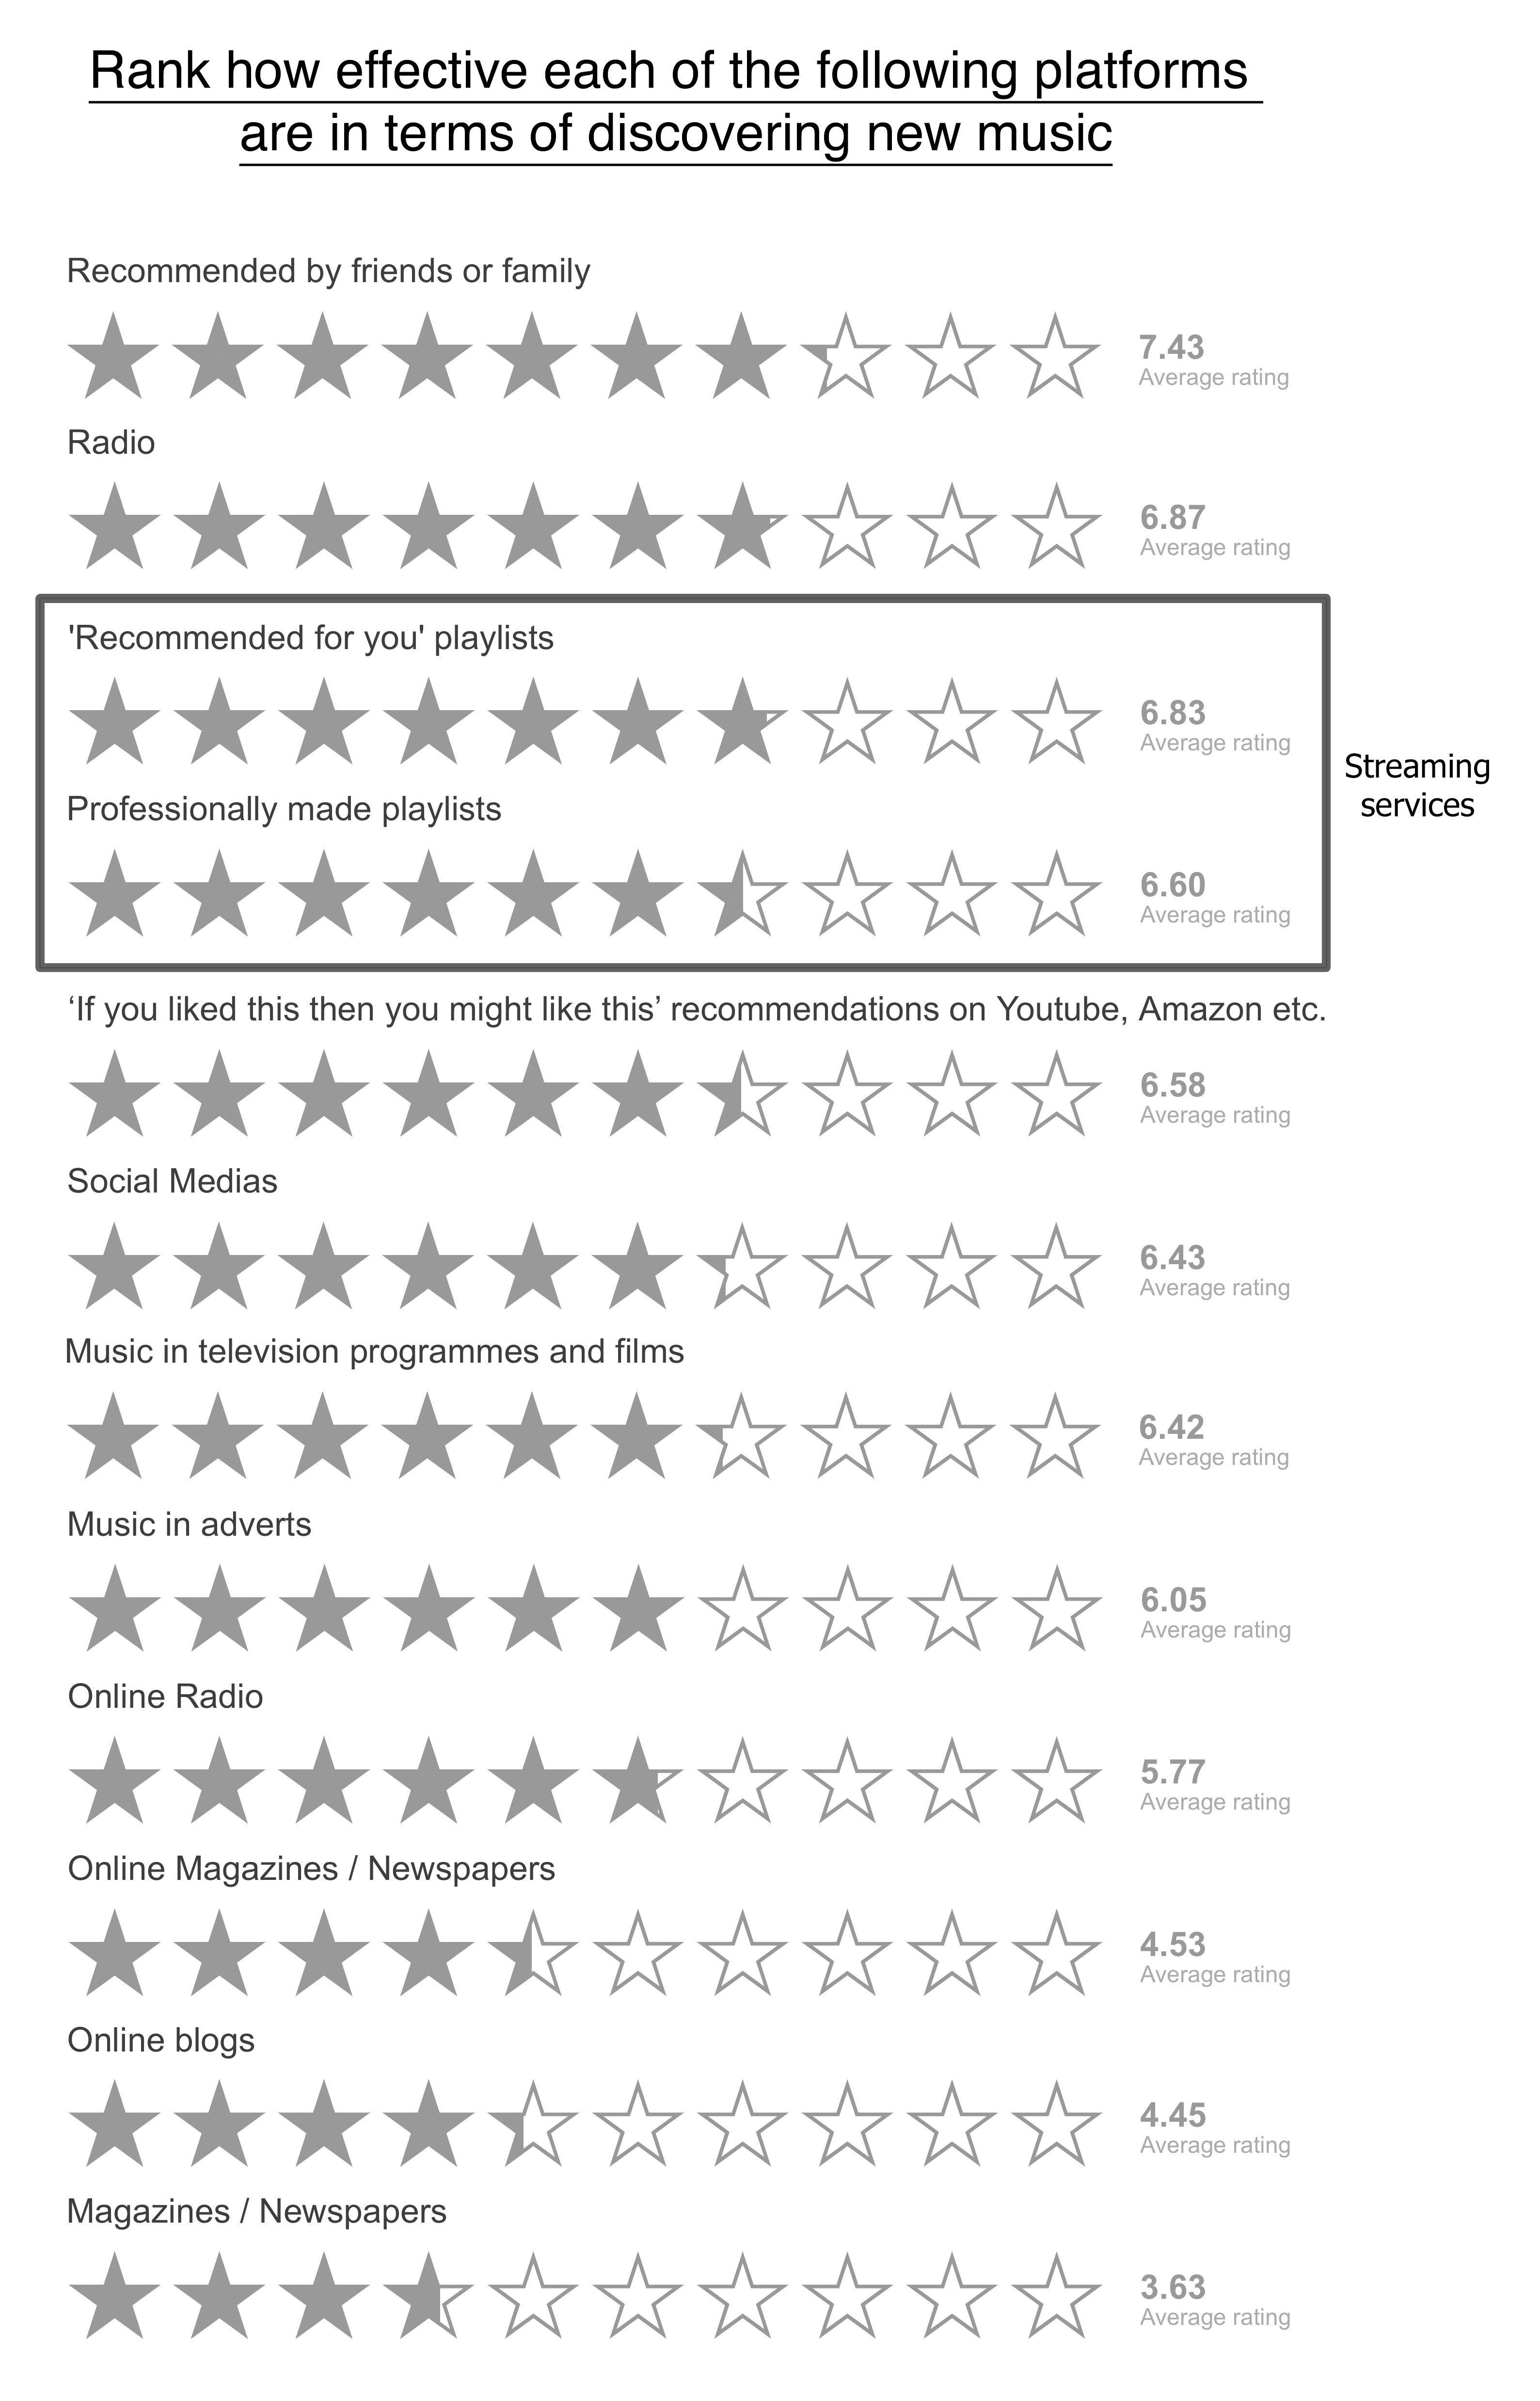 Rank how effective each of the following platforms
are in terms of discovering new music
Recommended by friends or family
7.43
Average rating
Radio
6.87
Average rating
'Recommended for you' playlists
6.83
Average rating
Professionally made playlists
6.60
Average rating
Streaming
services
‘If you liked this then you might like this’ recommendations on Youtube, Amazon etc.
6.58
Average rating
Social Medias
6.43
Average rating
Music in television programmes and films
6.42
Average rating
Music in adverts
6.05
Average rating
Online Radio
5.77
Average rating
Online Magazines / Newspapers
4.53
Average rating
Online blogs
4.45
Average rating
Magazines / Newspapers
3.63
Average rating